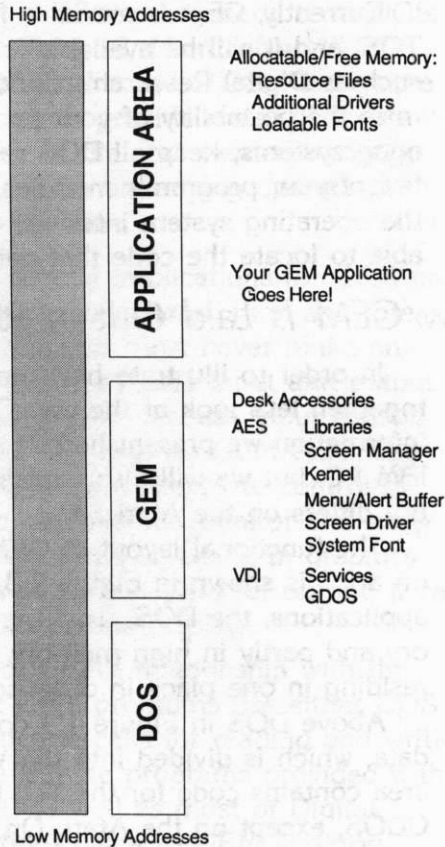 High Memory Addresses
APPLICATION AREA
Allocatable/Free Memory:
Resource Files
Additional Drivers
Loadable Fonts
Your GEM Application
Goes Here!
GEM
Desk Accessories
AES Libraries
Screen Manager
Kernel
Menu/Alert Buffer
Screen Driver
System Font
VDI Services
GDOS
DOS
Low Memory Addresses